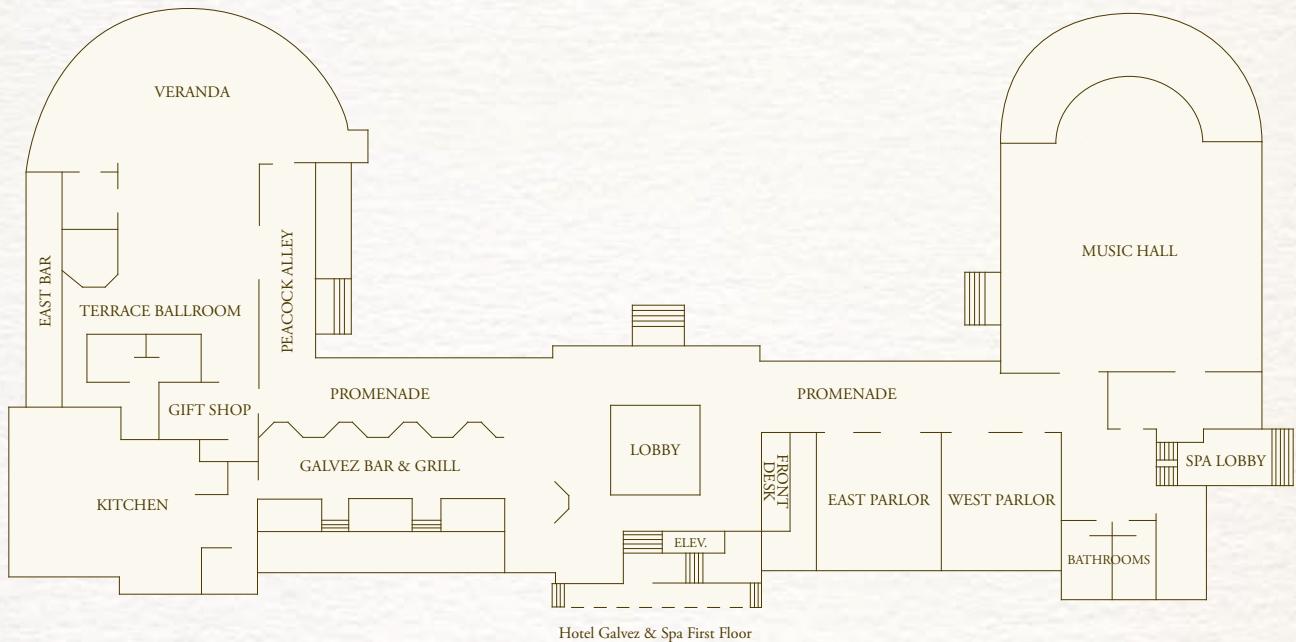 VERANDA
MUSIC HALL
EAST BAR
PEACOCK ALLEY
TERRACE BALLROOM
PROMENADE
PROMENADE
GIFT SHOP
LOBBY
GALVEZ BAR & GRILL
FRONT
DESK
SPA LOBBY
KITCHEN
EAST PARLOR
WEST PARLOR
ELEV.
BATHROOMS
Hotel Galvez & Spa First Floor